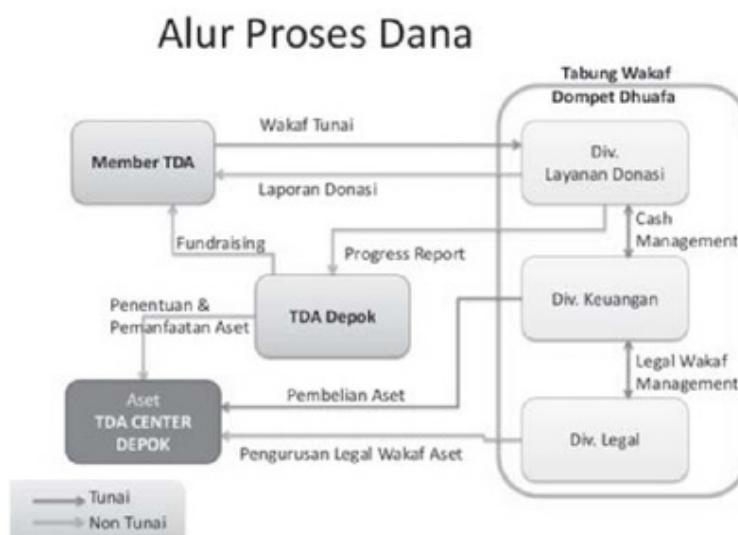 Alur Proses Dana
Tabung Wakaf
Dompet Dhuafa
Wakaf Tunai
Member TDA
Div.
Layanan Donasi
Laporan Donasi
Cash
Management
Fundraising
Progress Report
Penentuan &
Pemanfaatan Aset
TDA Depok
Div. Keuangan
Legal Wakaf
Management
Aset
TDA CENTER
DEPOK
Pembelian Aset
Pengurusan Legal Wakaf Aset
Div. Legal
Tunai
Non Tunai